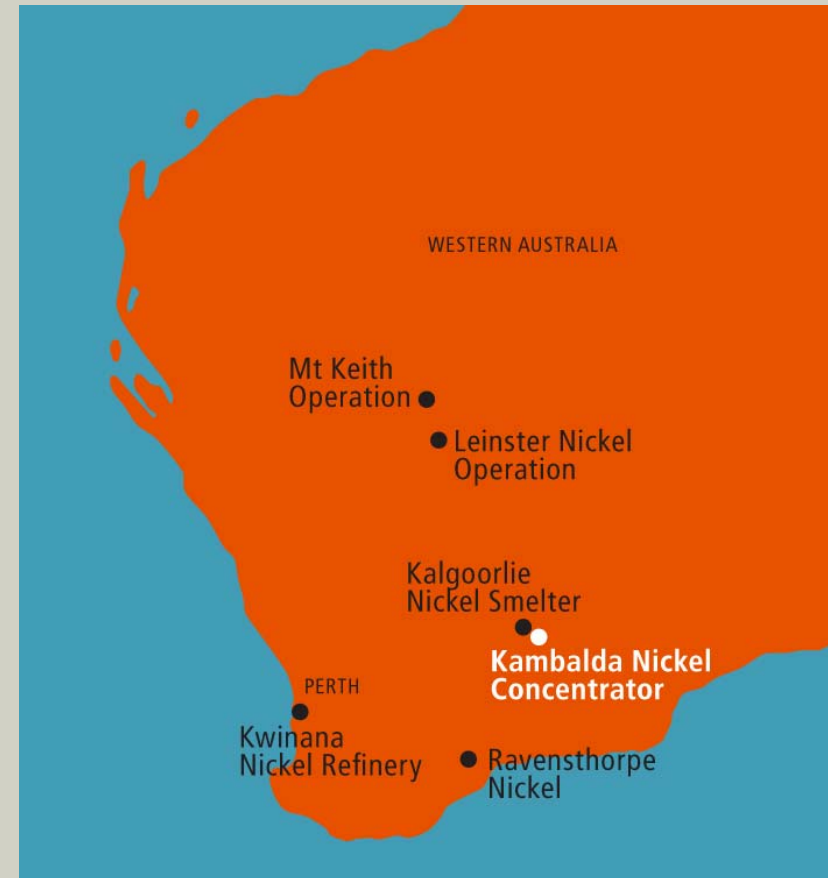 WESTERN AUSTRALIA
Mt Keith
Operation
Leinster Nickel
Operation
Kalgoorlie
Nickel Smelter
Kambalda Nickel
Concentrator
PERTH
Kwinana
Nickel Refinery
Ravensthorpe
Nickel